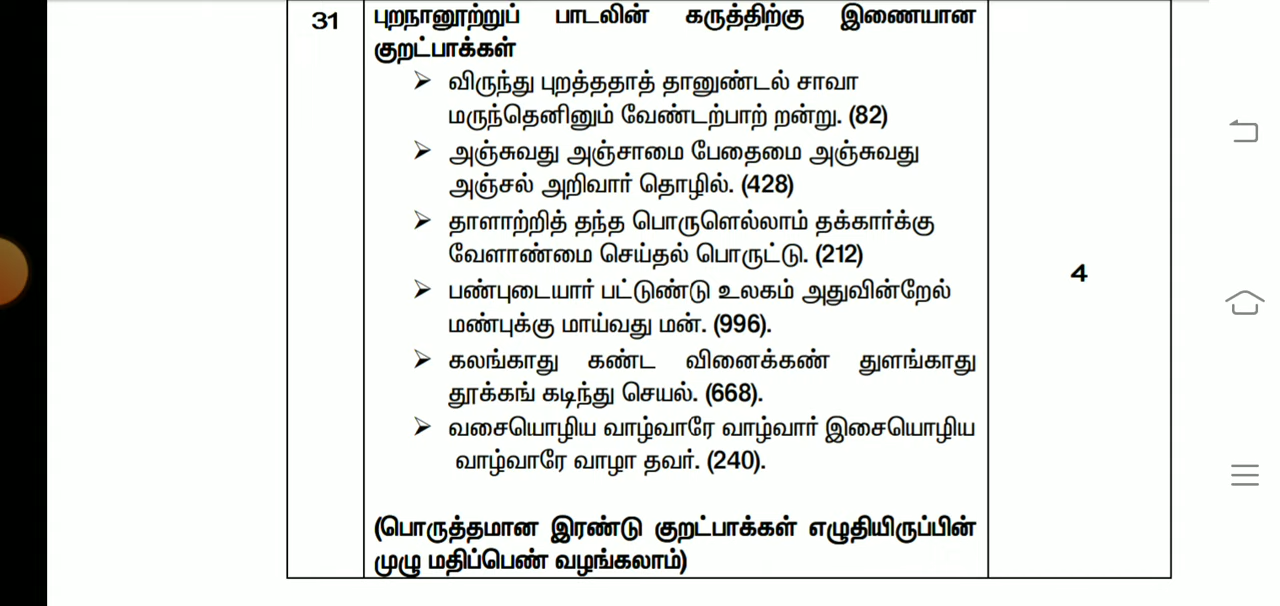 31
புறநானூற்றுப் பாடலின் கருத்திற்கு இணையான
குறட்பாக்கள்
➤ விருந்து புறத்ததாத் தானுண்டல் சாவா
மருந்தெனினும் வேண்டற்பாற் றன்று. (82)
➤ அஞ்சுவது அஞ்சாமை பேதைமை அஞ்சுவது
அஞ்சல் அறிவார் தொழில். (428)
➤ தாளாற்றித் தந்த பொருளெல்லாம் தக்கார்க்கு
வேளாண்மை செய்தல் பொருட்டு. (212)
➤ பண்புடையார் பட்டுண்டு உலகம் அதுவின்றேல்
மண்புக்கு மாய்வது மன். (996).
➤ கலங்காது கண்ட வினைக்கண் துளங்காது
தூக்கங் கடிந்து செயல். (668).
➤ வசையொழிய வாழ்வாரே வாழ்வார் இசையொழிய
வாழ்வாரே வாழா தவர். (240).
(பொருத்தமான இரண்டு குறட்பாக்கள் எழுதியிருப்பின்
முழு மதிப்பெண் வழங்கலாம்)
4